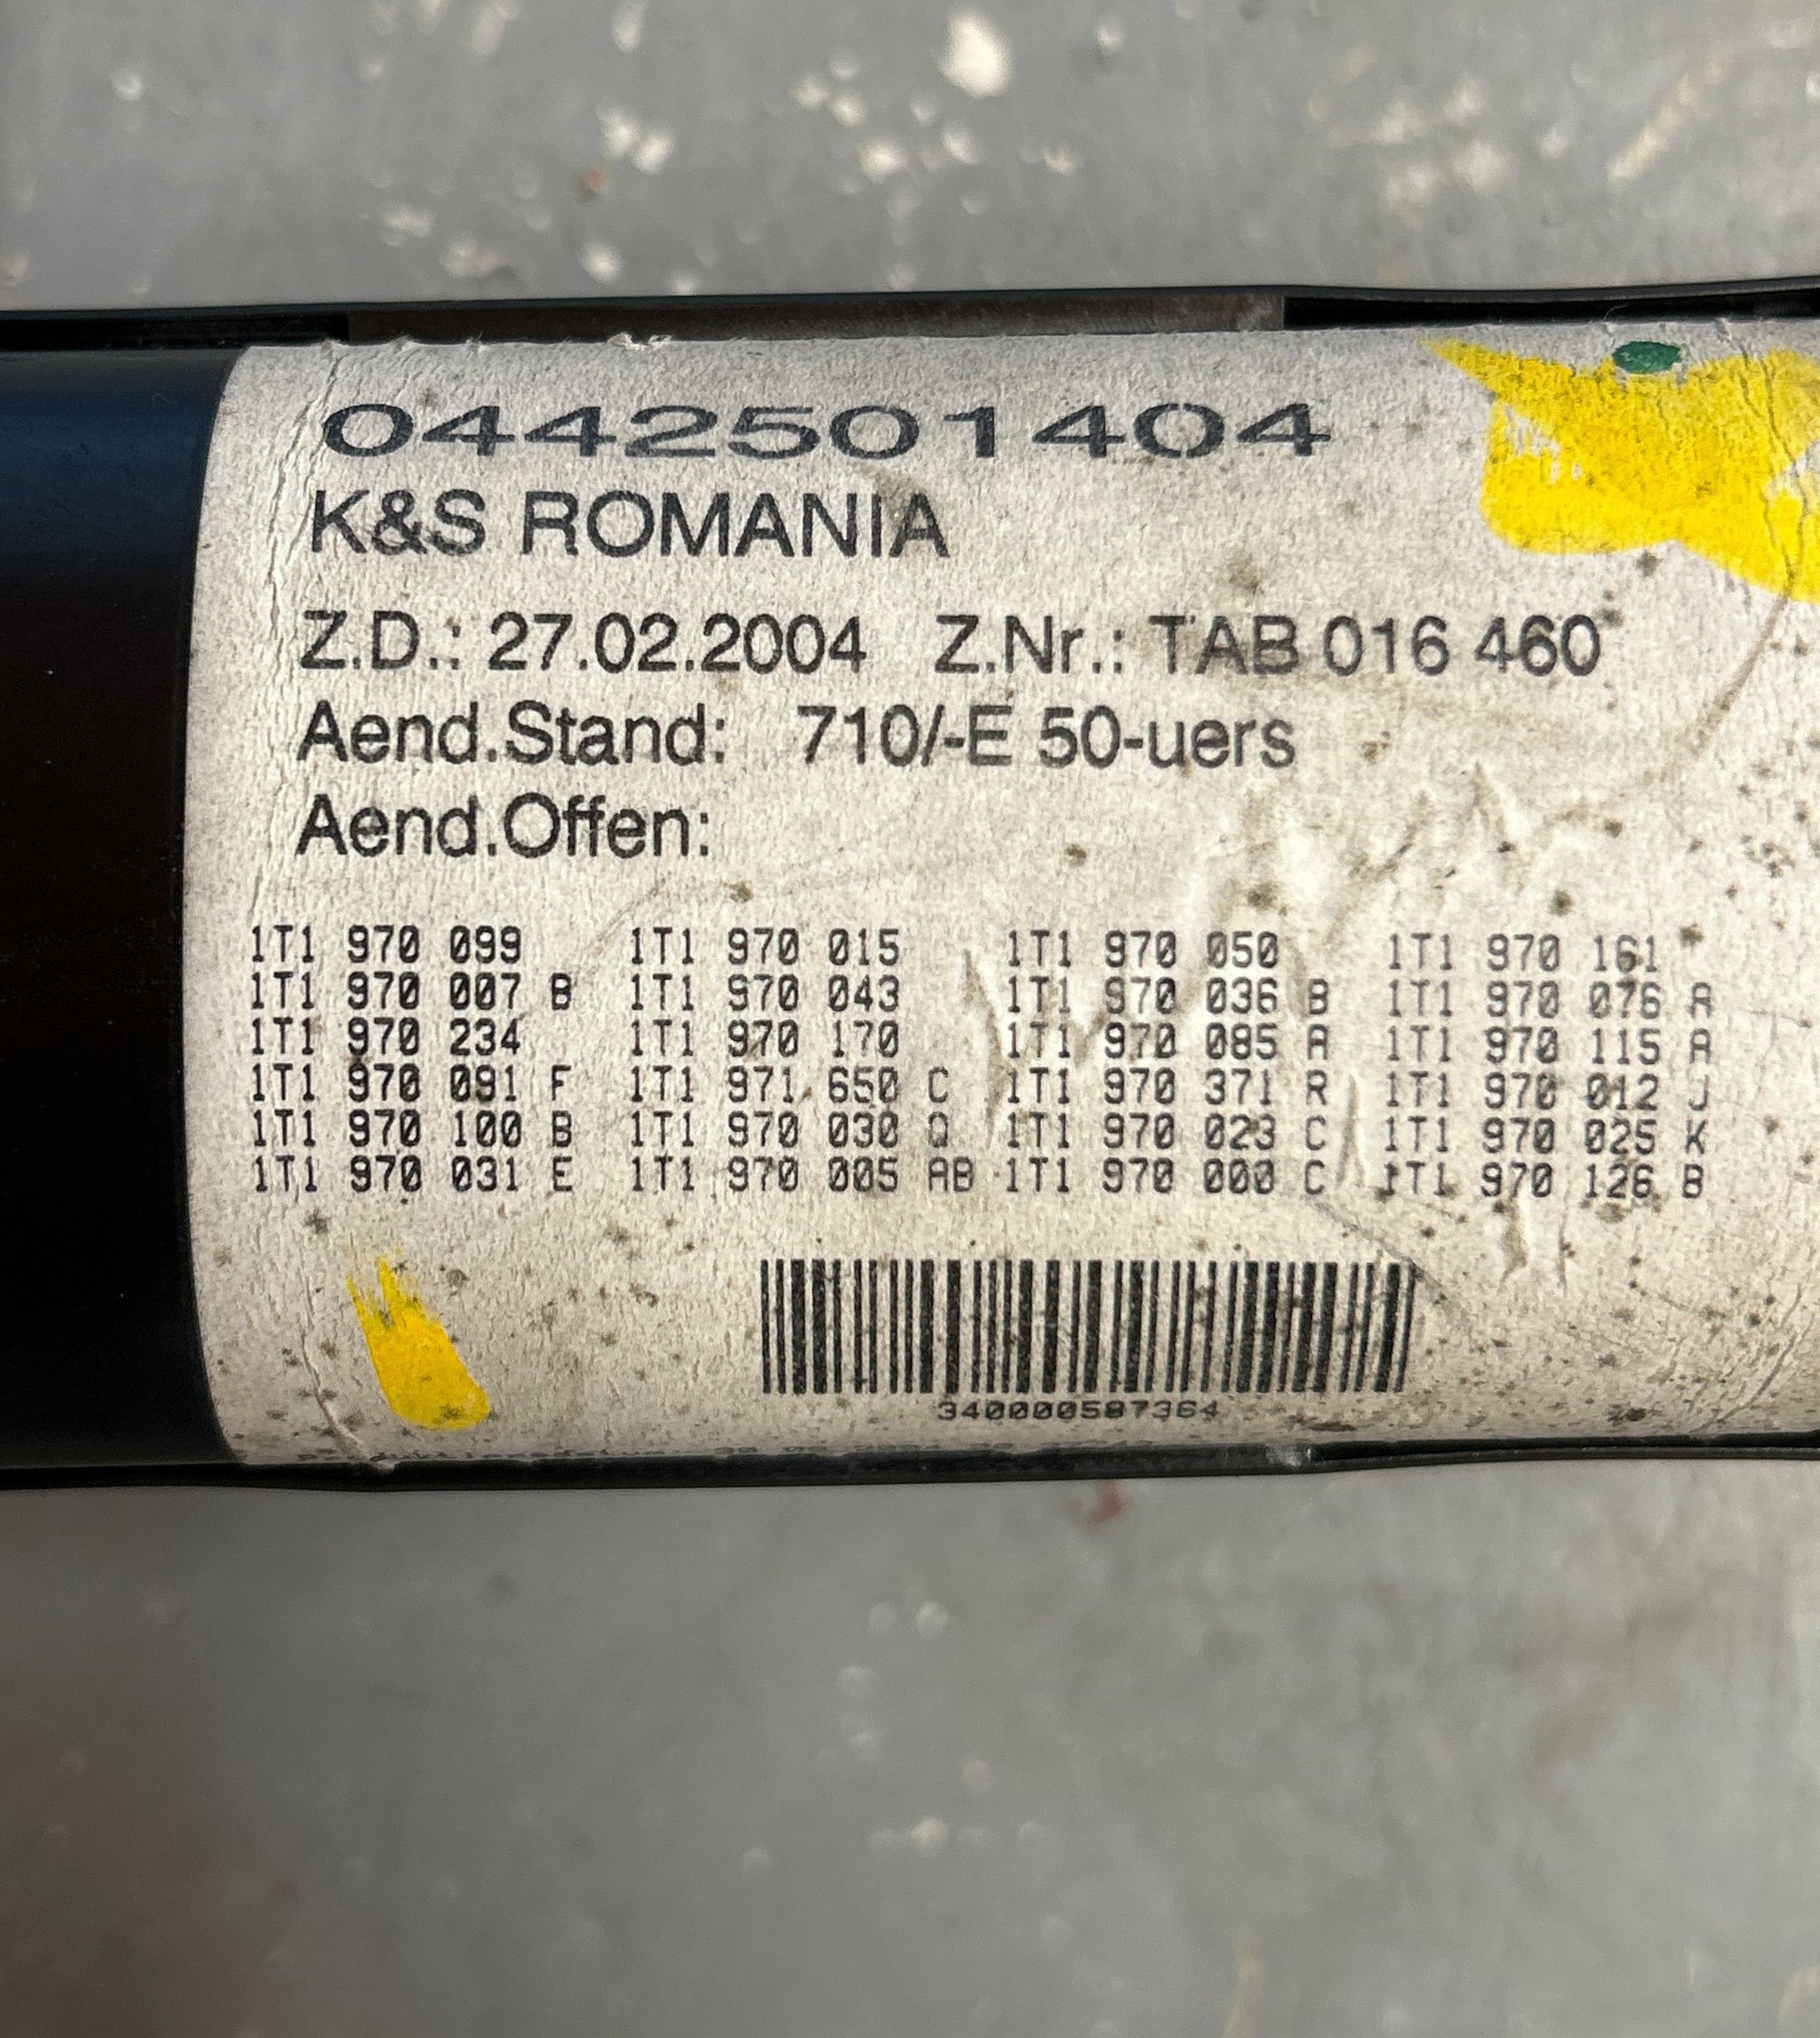 0442501404
K&S ROMANIA
Z.D.: 27.02.2004 Z.Nr.: TAB 016 460
Aend.Stand: 710/-E 50-uers
Aend.Offen:
1T1 970 099 1T1 970 015 1T1 970 050 1T1 970 161
1T1 970 007 B 1T1 970 043 1T1 970 036 B 1T1 970 076 A
1T1 970 234 1T1 970 170 1T1 970 085 A 1T1 970 115 A
1T1 970 091 F 1T1 971 650 C 1T1 970 371 R 1T1 970 012 J
1T1 970 100 B 1T1 970 030 Q 1T1 970 023 C 1T1 970 025 K
1T1 970 031 E 1T1 970 005 AB 1T1 970 000 C 1T1 970 126 B
340000587364